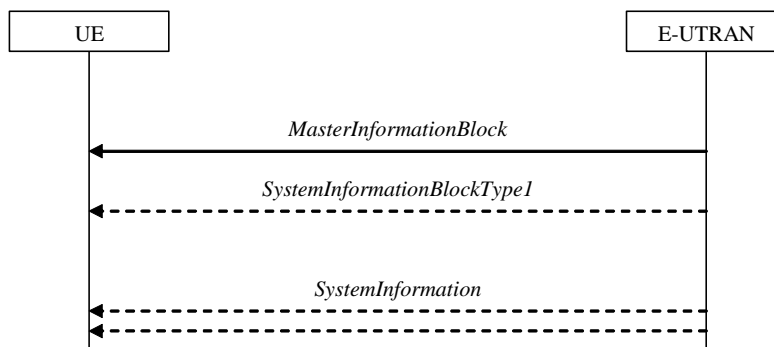 UE
E-UTRAN
MasterInformationBlock
SystemInformationBlockType1
SystemInformation